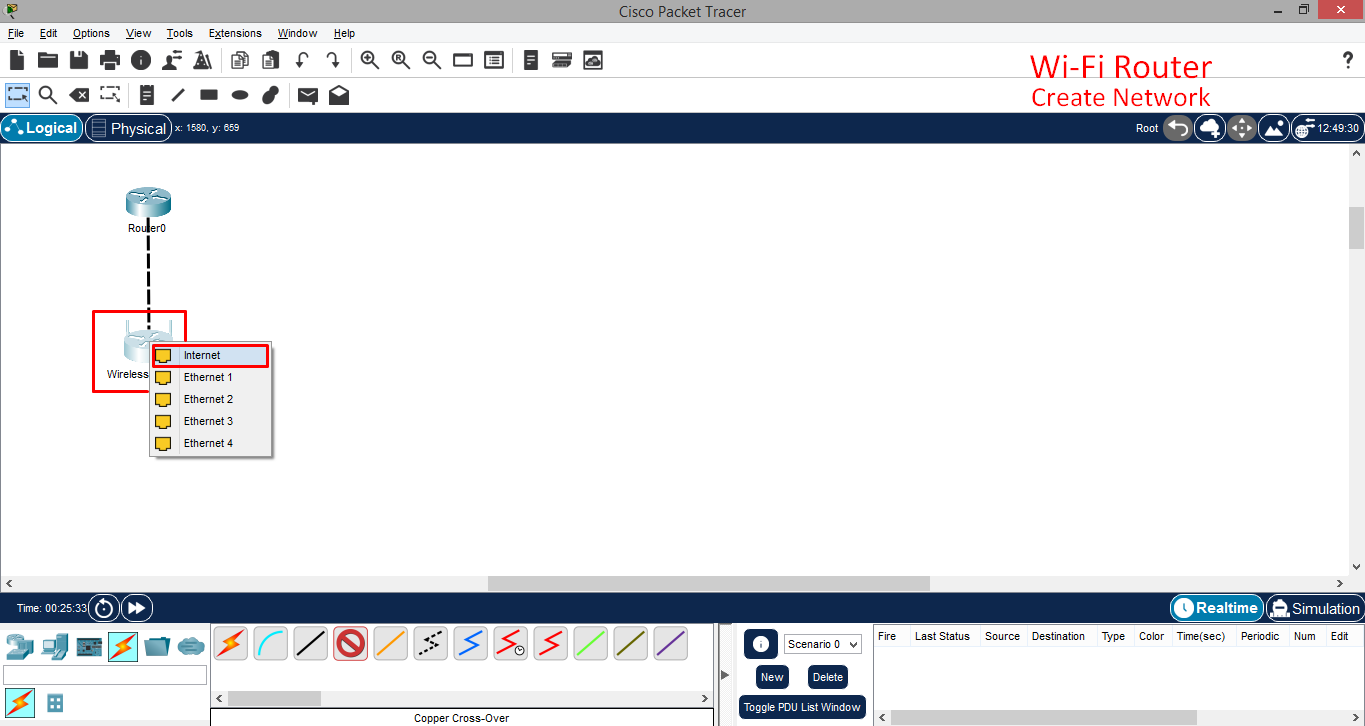 Cisco Packet Tracer
File Edit Options View Tools Extensions Window Help
Wi-Fi Router
Create Network
Logical Physical x: 1580, y: 659 Root 12:49:30
Router0
Wireless
Internet
Ethernet 1
Ethernet 2
Ethernet 3
Ethernet 4
Time: 00:25:33 Realtime Simulation
Scenario 0 Fire Last Status Source Destination Type Color Time(sec) Periodic Num Edit
New Delete
Toggle PDU List Window
Copper Cross-Over